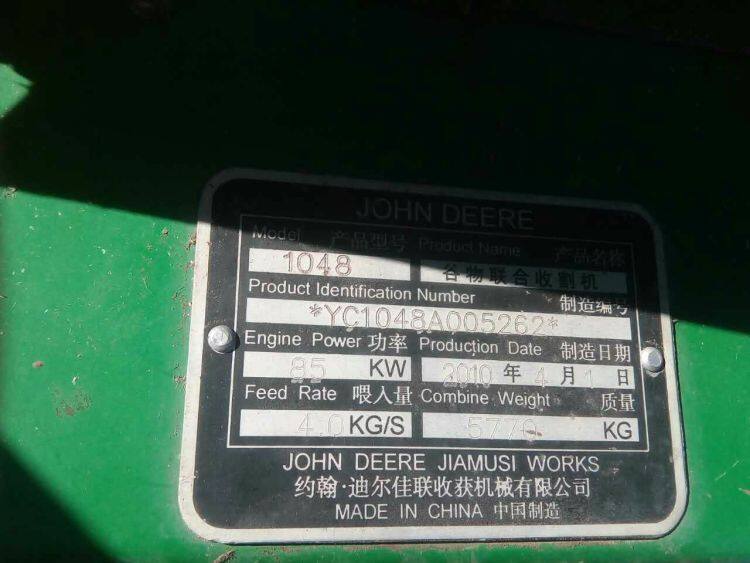 JOHN DEERE
Model 产品型号 Product Name 产品名称
1048 谷物联合收割机
Product Identification Number 制造编号
*YC1048A005262*
Engine Power 功率 Production Date 制造日期
85 KW 2010 年 4 月 1 日
Feed Rate 喂入量 Combine Weight 质量
4.0 KG/S 5770 KG
JOHN DEERE JIAMUSI WORKS
约翰·迪尔佳联收获机械有限公司
MADE IN CHINA 中国制造